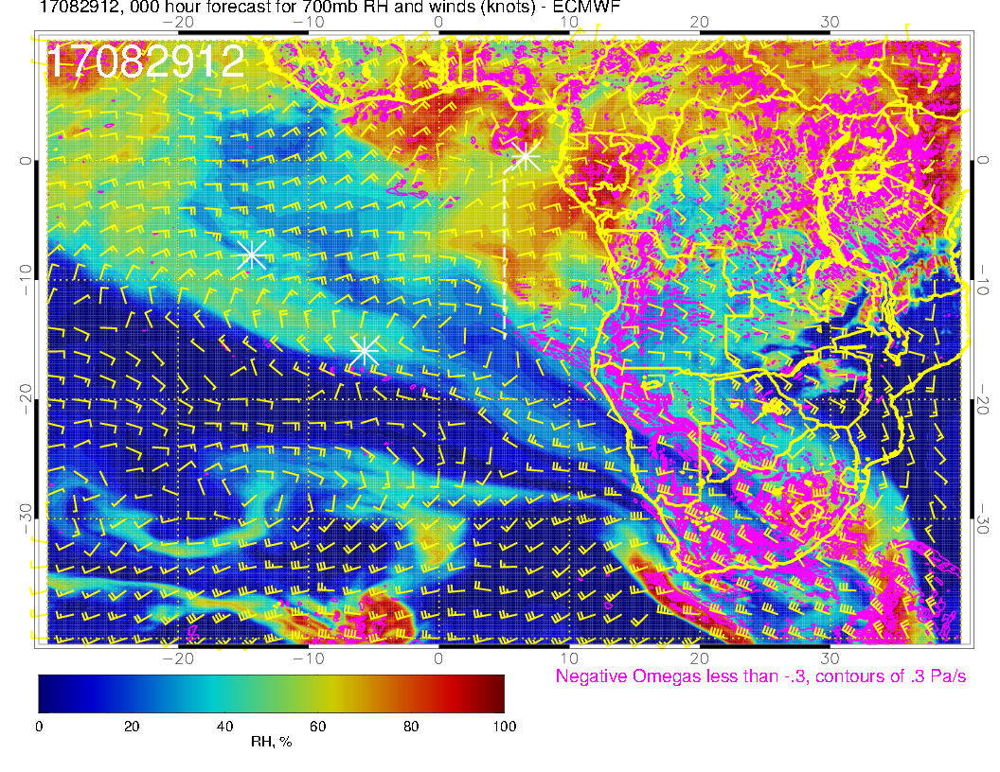 17082912, 000 hour forecast for 700mb RH and winds (knots) - ECMWF
−20 −10 0 10 20 30
17082912
0 0
−10 −10
−20 −20
−30 −30
−20 −10 0 10 20 30
Negative Omegas less than -.3, contours of .3 Pa/s
0 20 40 60 80 100
RH, %